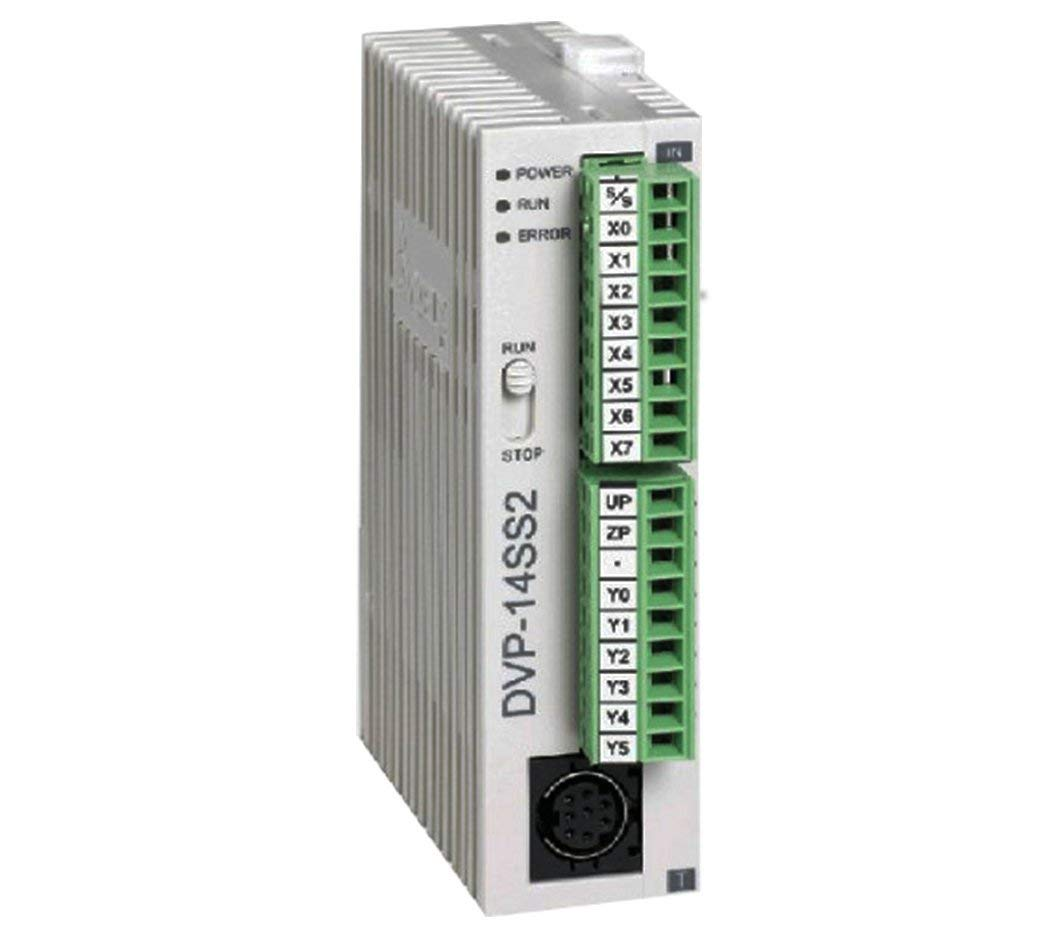 IN
POWER
RUN
ERROR
S/S
X0
X1
X2
X3
X4
X5
X6
X7
RUN
STOP
DVP-14SS2
UP
ZP
•
Y0
Y1
Y2
Y3
Y4
Y5
T